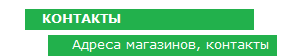 КОНТАКТЫ
Адреса магазинов, контакты